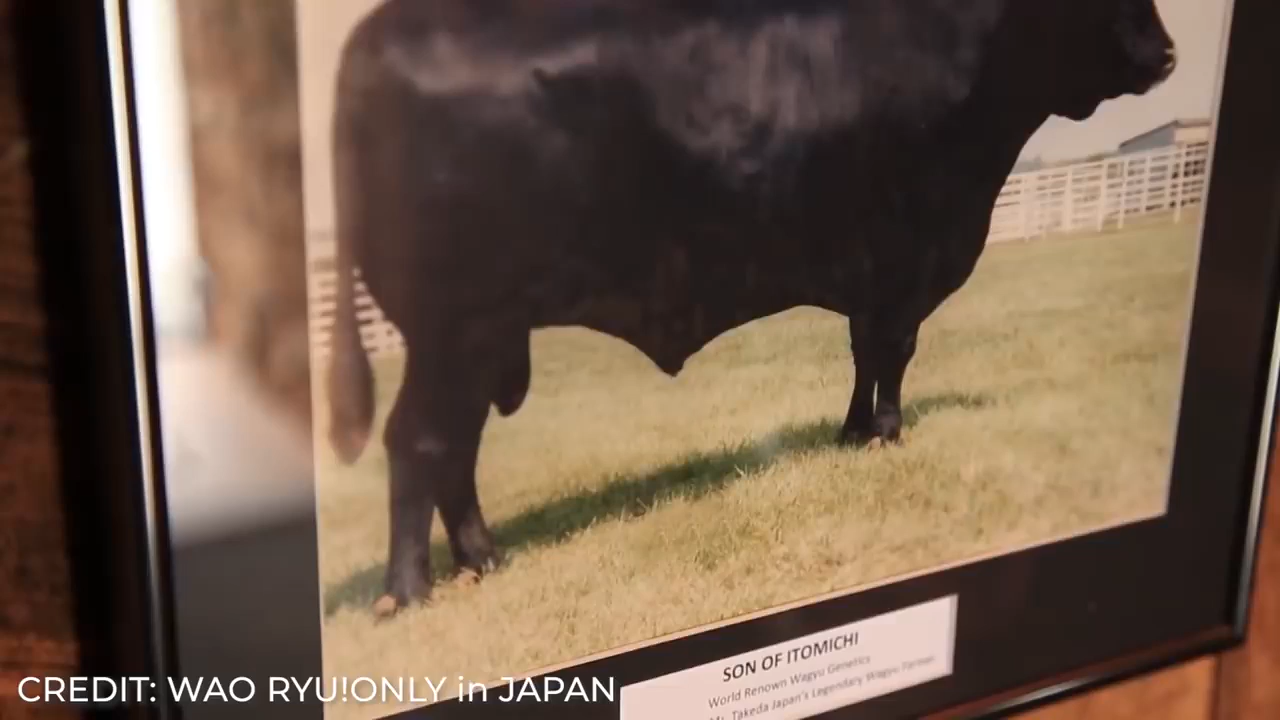 SON OF ITOMICHI
World Renown Wagyu Genetics
Mr. Takeda Japan's Legendary Wagyu Farmer
CREDIT: WAO RYU!ONLY in JAPAN